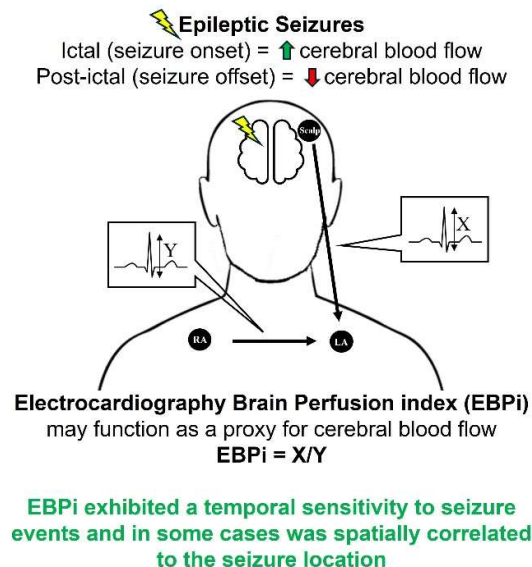 Epileptic Seizures
Ictal (seizure onset) = cerebral blood flow
Post-ictal (seizure offset) = cerebral blood flow
Scalp
X
Y
RA
LA
Electrocardiography Brain Perfusion index (EBPi)
may function as a proxy for cerebral blood flow
EBPi = X/Y
EBPi exhibited a temporal sensitivity to seizure
events and in some cases was spatially correlated
to the seizure location